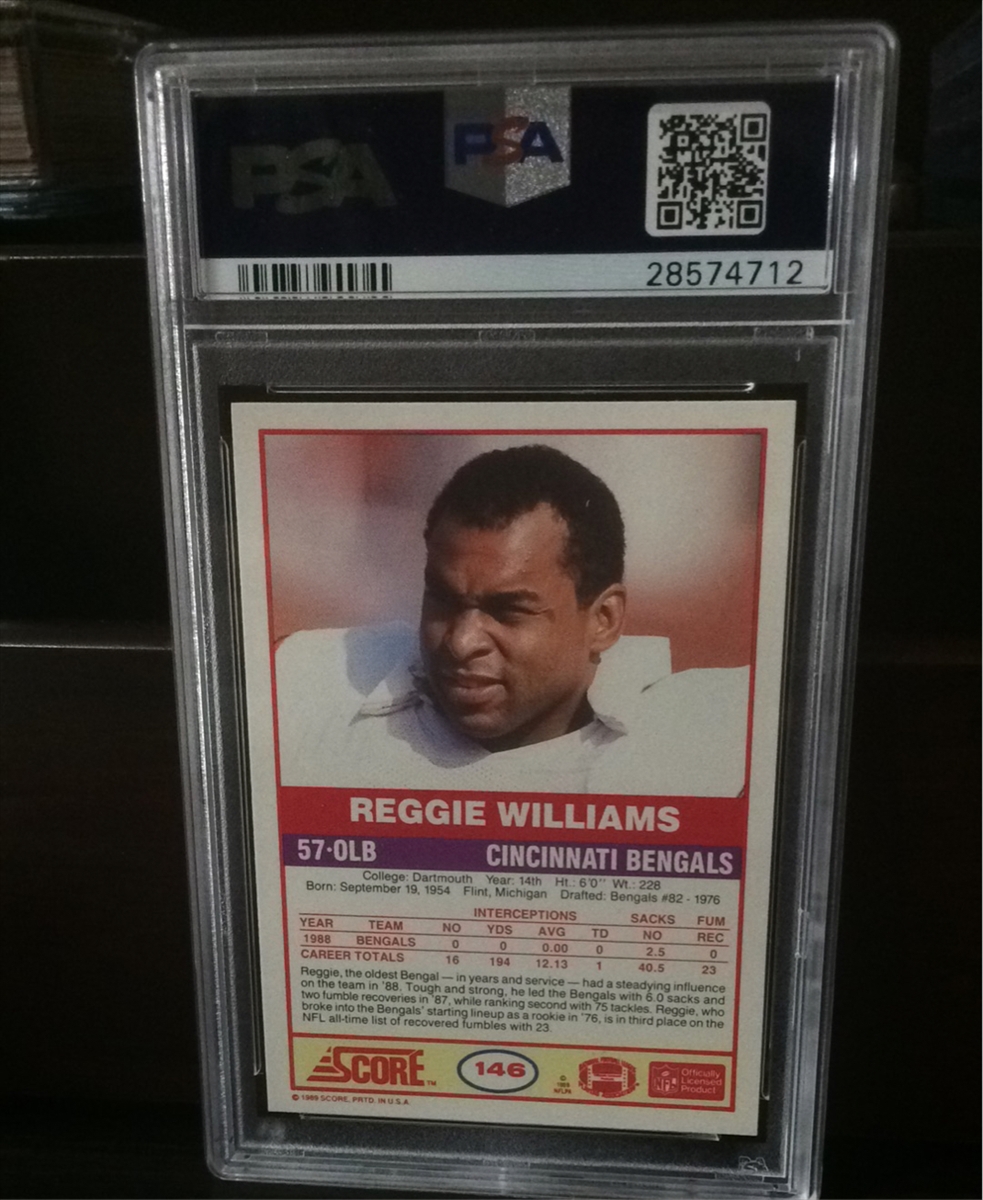 PSA
PSA
28574712
REGGIE WILLIAMS
57·OLB CINCINNATI BENGALS
College: Dartmouth Year: 14th Ht.: 6'0'' Wt.: 228
Born: September 19, 1954 Flint, Michigan Drafted: Bengals #82 - 1976
INTERCEPTIONS SACKS FUM
YEAR TEAM NO YDS AVG TD NO REC
1988 BENGALS 0 0 0.00 0 2.5 0
CAREER TOTALS 16 194 12.13 1 40.5 23
Reggie, the oldest Bengal — in years and service — had a steadying influence
on the team in '88. Tough and strong, he led the Bengals with 6.0 sacks and
two fumble recoveries in '87, while ranking second with 75 tackles. Reggie, who
broke into the Bengals' starting lineup as a rookie in '76, is in third place on the
NFL all-time list of recovered fumbles with 23.
SCORE™ 146 © 1989 NFLPA NFL Officially Licensed Product
© 1989 SCORE, PRTD. IN U.S.A.